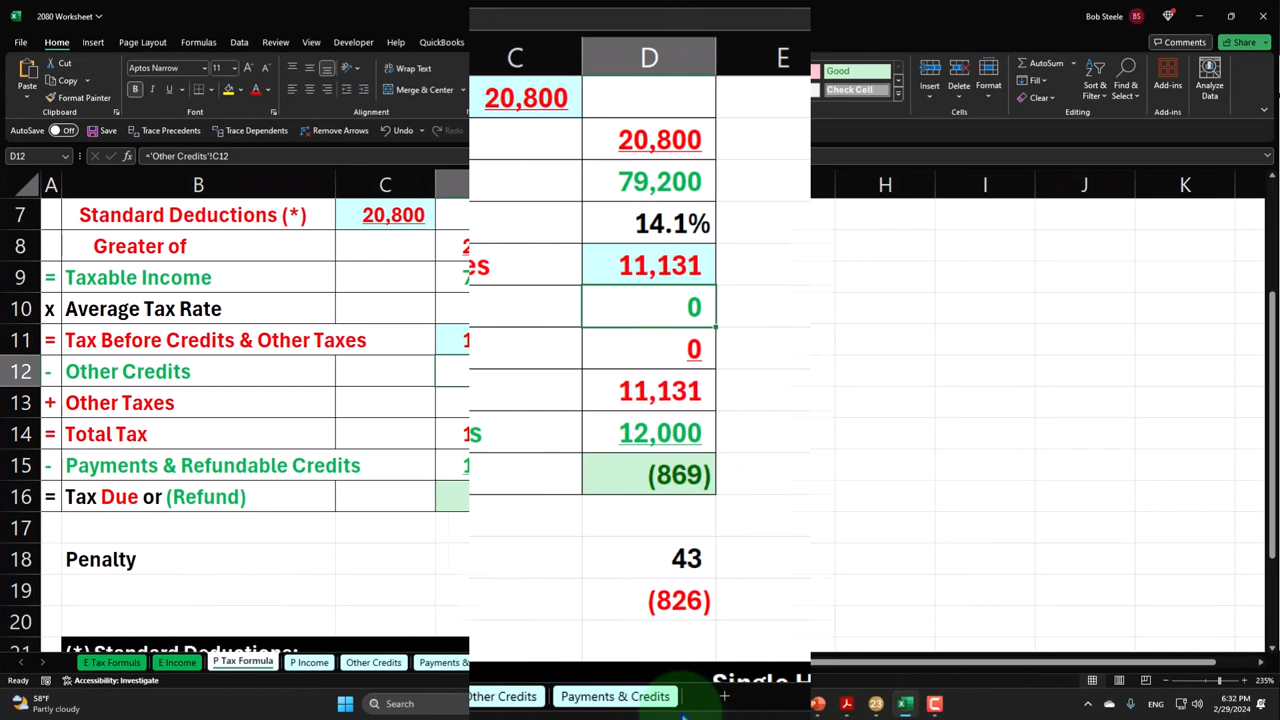 2080 Worksheet
Bob Steele BS
File Home Insert Page Layout Formulas Data Review View Developer Help QuickBooks Comments Share
Paste Cut Copy Format Painter
Aptos Narrow 11
B I U
Wrap Text
Merge & Center
Good
Check Cell
Insert Delete Format
AutoSum Fill Clear
Add-ins Analyze Data
Clipboard Font Alignment Cells Editing Add-ins
AutoSave Off Save Trace Precedents Trace Dependents Remove Arrows Undo Redo
D12 fx ='Other Credits'!C12
A B C D E H I J K
7 Standard Deductions (*) 20,800 20,800
8 Greater of 20,800
9 = Taxable Income 79,200
10 x Average Tax Rate 14.1%
11 = Tax Before Credits & Other Taxes 11,131
12 - Other Credits 0
13 + Other Taxes 0
14 = Total Tax 11,131
15 - Payments & Refundable Credits 12,000
16 = Tax Due or (Refund) (869)
17
18 Penalty 43
19 (826)
20
21 (*) Standard Deductions:
E Tax Formuls E Income P Tax Formula P Income Other Credits Payments & Other Credits Payments & Credits +
Ready Accessibility: Investigate 235%
58°F
Partly cloudy
Search
6:32 PM
2/29/2024